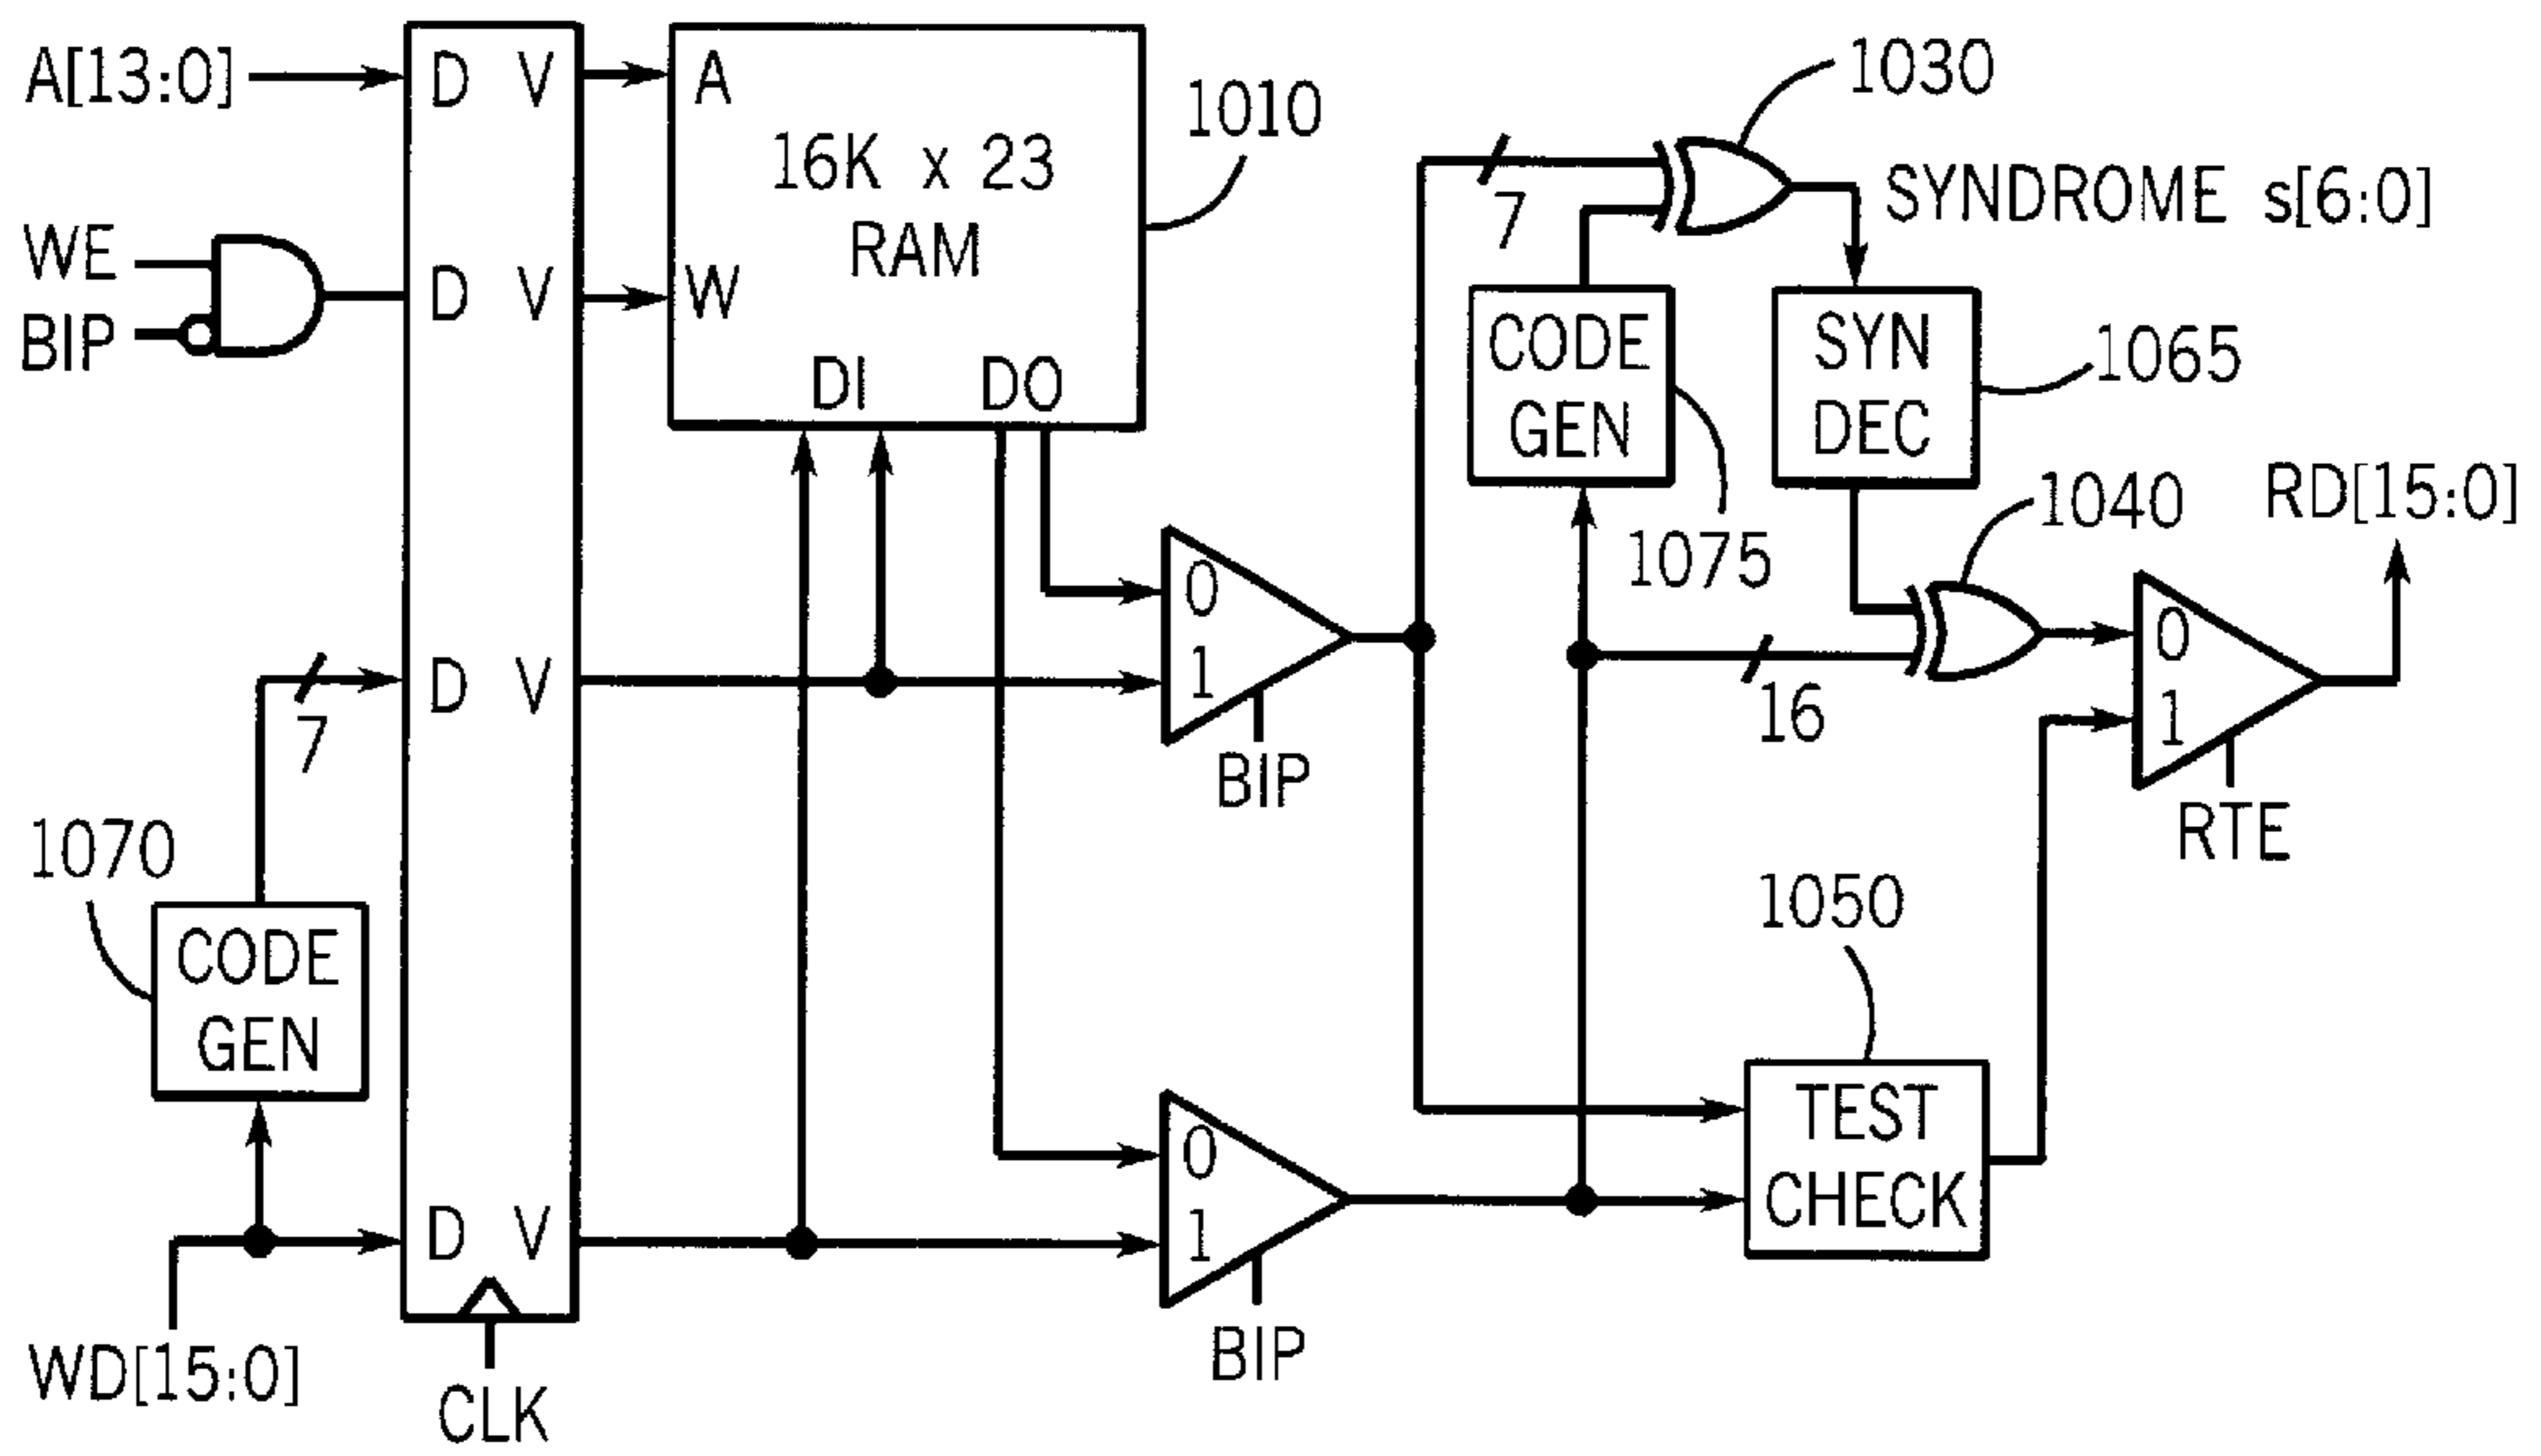 A[13:0]
WE
BIP
D V
D V
D V
D V
A
16K x 23
RAM
W
DI DO
1010
1030
7
SYNDROME s[6:0]
CODE
GEN
1075
SYN
DEC
1065
1040
RD[15:0]
16
0
1
BIP
0
1
RTE
7
1070
CODE
GEN
WD[15:0]
CLK
0
1
BIP
1050
TEST
CHECK